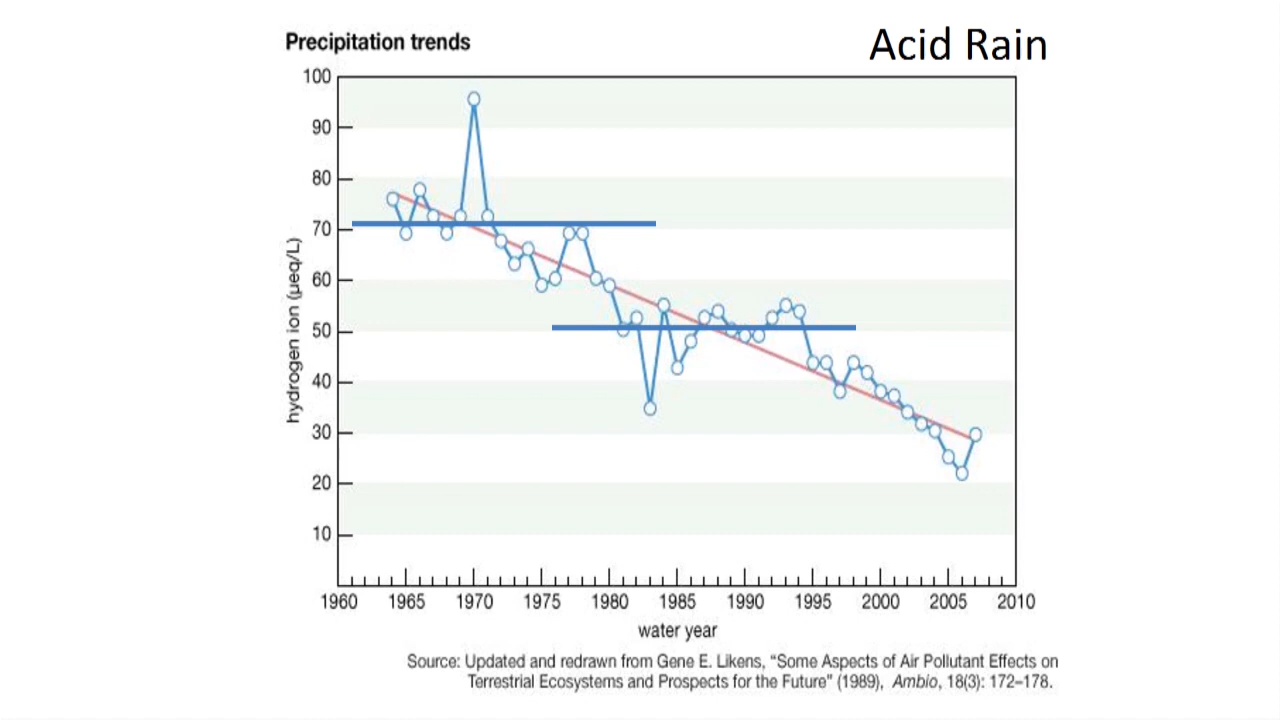 Acid Rain
Precipitation trends
100
90
80
70
60
50
40
30
20
10
hydrogen ion (µeq/L)
1960 1965 1970 1975 1980 1985 1990 1995 2000 2005 2010
water year
Source: Updated and redrawn from Gene E. Likens, “Some Aspects of Air Pollutant Effects on
Terrestrial Ecosystems and Prospects for the Future” (1989), Ambio, 18(3): 172–178.